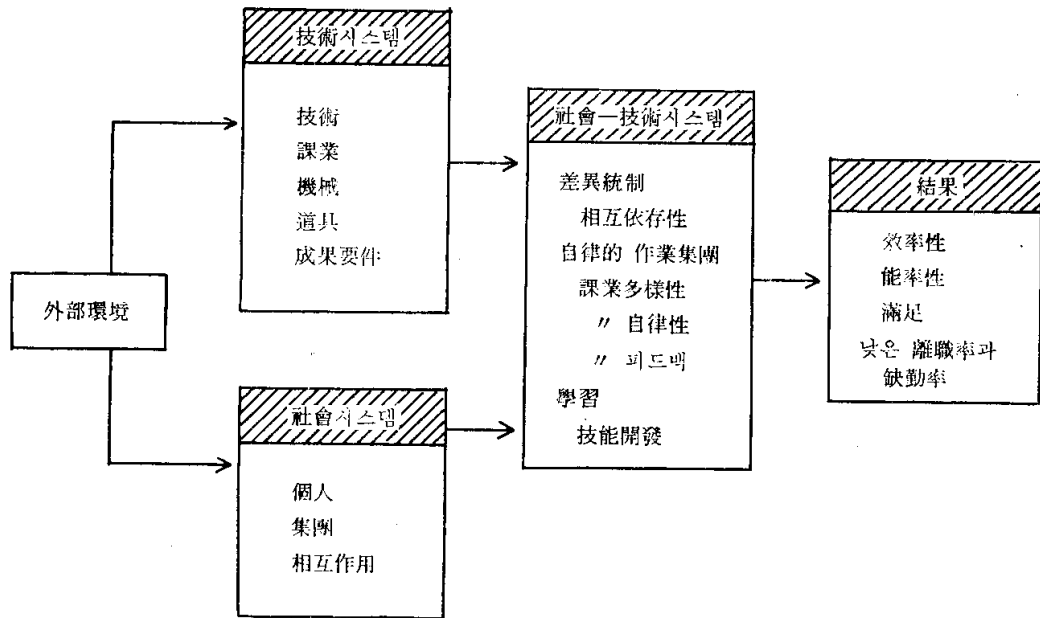 外部環境
技術시스템
技術
課業
機械
道具
成果要件
社會시스템
個人
集團
相互作用
社會―技術시스템
差異統制
相互依存性
自律的 作業集團
課業多樣性
〃 自律性
〃 피드백
學習
技能開發
結果
效率性
能率性
滿足
낮은 離職率과
缺勤率